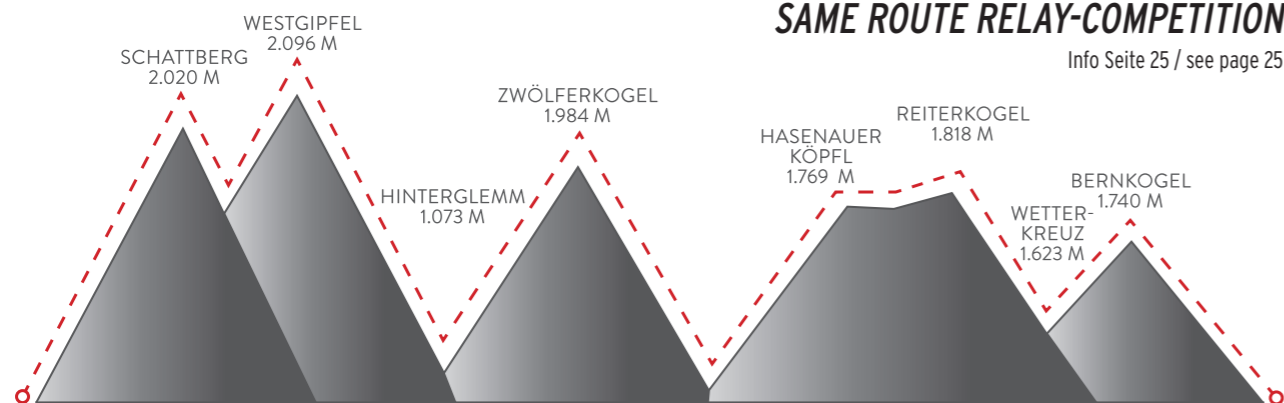 SAME ROUTE RELAY-COMPETITION
Info Seite 25 / see page 25
SCHATTBERG
2.020 M
WESTGIPFEL
2.096 M
HINTERGLEMM
1.073 M
ZWÖLFERKOGEL
1.984 M
HASENAUER
KÖPFL
1.769 M
REITERKOGEL
1.818 M
WETTER-
KREUZ
1.623 M
BERNKOGEL
1.740 M